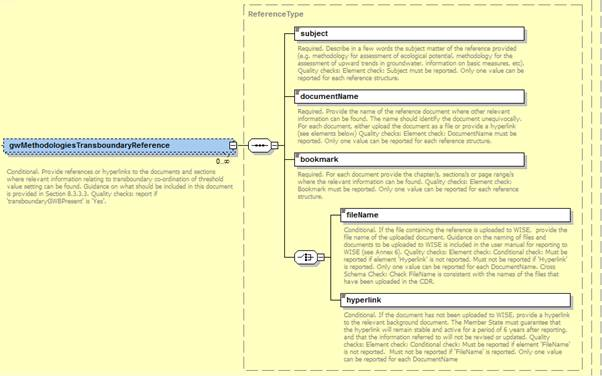 ReferenceType
subject
Required. Describe in a few words the subject matter of the reference provided
(e.g. methodology for assessment of ecological potential, methodology for the
assessment of upward trends in groundwater, information on basic measures, etc).
Quality checks: Element check: Subject must be reported. Only one value can be
reported for each reference structure.
documentName
Required. Provide the name of the reference document where other relevant
information can be found. The name should identify the document unequivocally.
For each document, either uploaded the document as a file or provide a hyperlink
(see elements below) Quality checks: Element check: DocumentName must be
reported. Only one value can be reported for each reference structure.
gwMethodologiesTransboundaryReference
0..∞
Conditional. Provide references or hyperlinks to the documents and sections
where relevant information relating to transboundary co-ordination of threshold
value setting can be found. Guidance on what should be included in this document
is provided in Section 8.3.3.3. Quality checks: report if
'transboundaryGWBPresent' is 'Yes'.
bookmark
Required. For each document provide the chapter/s, section/s or page range/s
where the relevant information can be found. Quality checks: Element check:
Bookmark must be reported. Only one value can be reported for each reference
structure.
fileName
Conditional. If the file containing the reference is uploaded to WISE, provide the
file name of the uploaded document. Guidance on the naming of files and
documents to be uploaded to WISE is included in the user manual for reporting to
WISE (see Annex 6). Quality checks: Element check: Conditional check: Must be
reported if element 'Hyperlink' is not reported. Must not be reported if 'Hyperlink'
is reported. Only one value can be reported for each DocumentName. Cross
Schema Check: Check FileName is consistent with the names of the files that
have been uploaded in the CDR.
hyperlink
Conditional. If the document has not been uploaded to WISE, provide a hyperlink
to the relevant background document. The Member State must guarantee that
the hyperlink will remain stable and active for a period of 6 years after reporting,
and that the information referred to will not be revised or updated. Quality
checks: Element check: Conditional check: Must be reported if element 'FileName'
is not reported. Must not be reported if 'FileName' is reported. Only one value
can be reported for each DocumentName